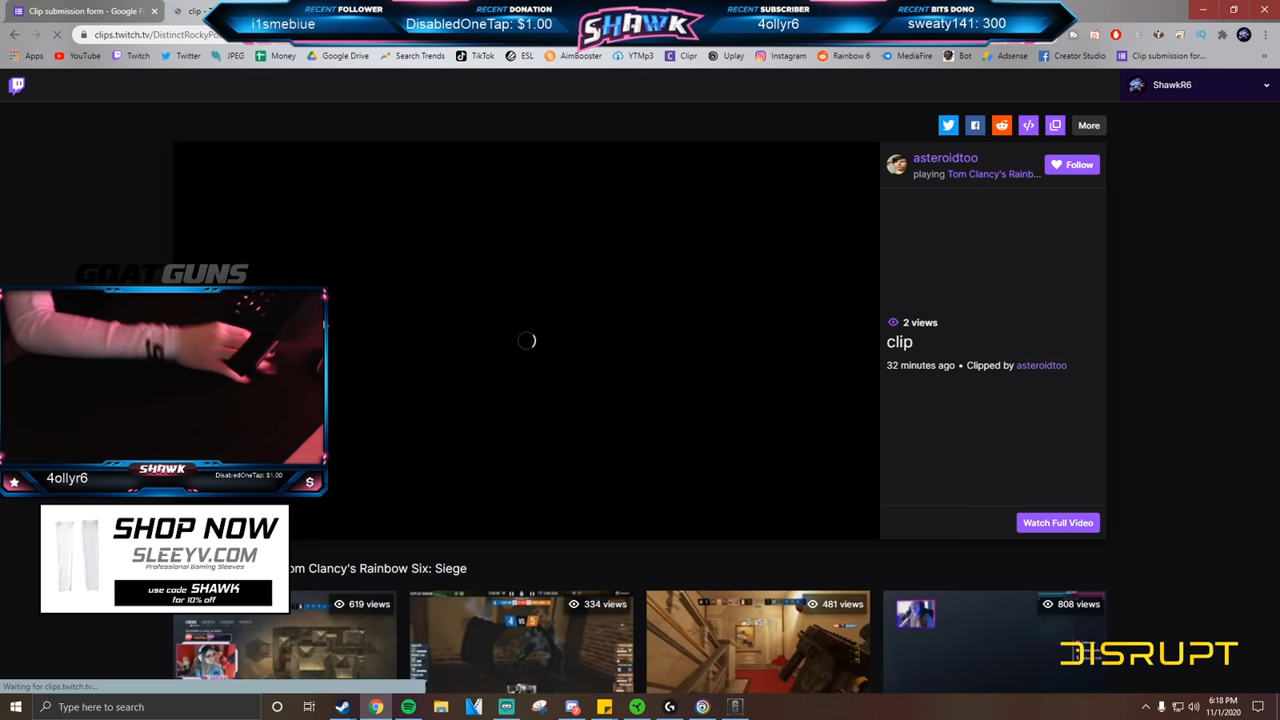 Clip submission form - Google F
clip -
RECENT FOLLOWER
i1smebiue
RECENT DONATION
DisabledOneTap: $1.00
SHAWK
RECENT SUBSCRIBER
4ollyr6
RECENT BITS DONO
sweaty141: 300
clips.twitch.tv/DistinctRockyPo
Apps
YouTube
Twitch
Twitter
JPEG
Money
Google Drive
Search Trends
TikTok
ESL
AimBooster
YTMp3
Clipr
Uplay
Instagram
Rainbow 6
MediaFire
Bot
Adsense
Creator Studio
Clip submission for...
ShawkR6
More
asteroidtoo
playing Tom Clancy's Rainb...
Follow
GOATGUNS
2 views
clip
32 minutes ago • Clipped by asteroidtoo
4ollyr6
SHAWK
DisabledOneTap: $1.00
Watch Full Video
SHOP NOW
SLEEYV.COM
Professional Gaming Sleeves
use code SHAWK
for 10% off
om Clancy's Rainbow Six: Siege
619 views
334 views
481 views
808 views
4 VS 5
DISRUPT
Waiting for clips.twitch.tv...
Type here to search
6:18 PM
11/1/2020